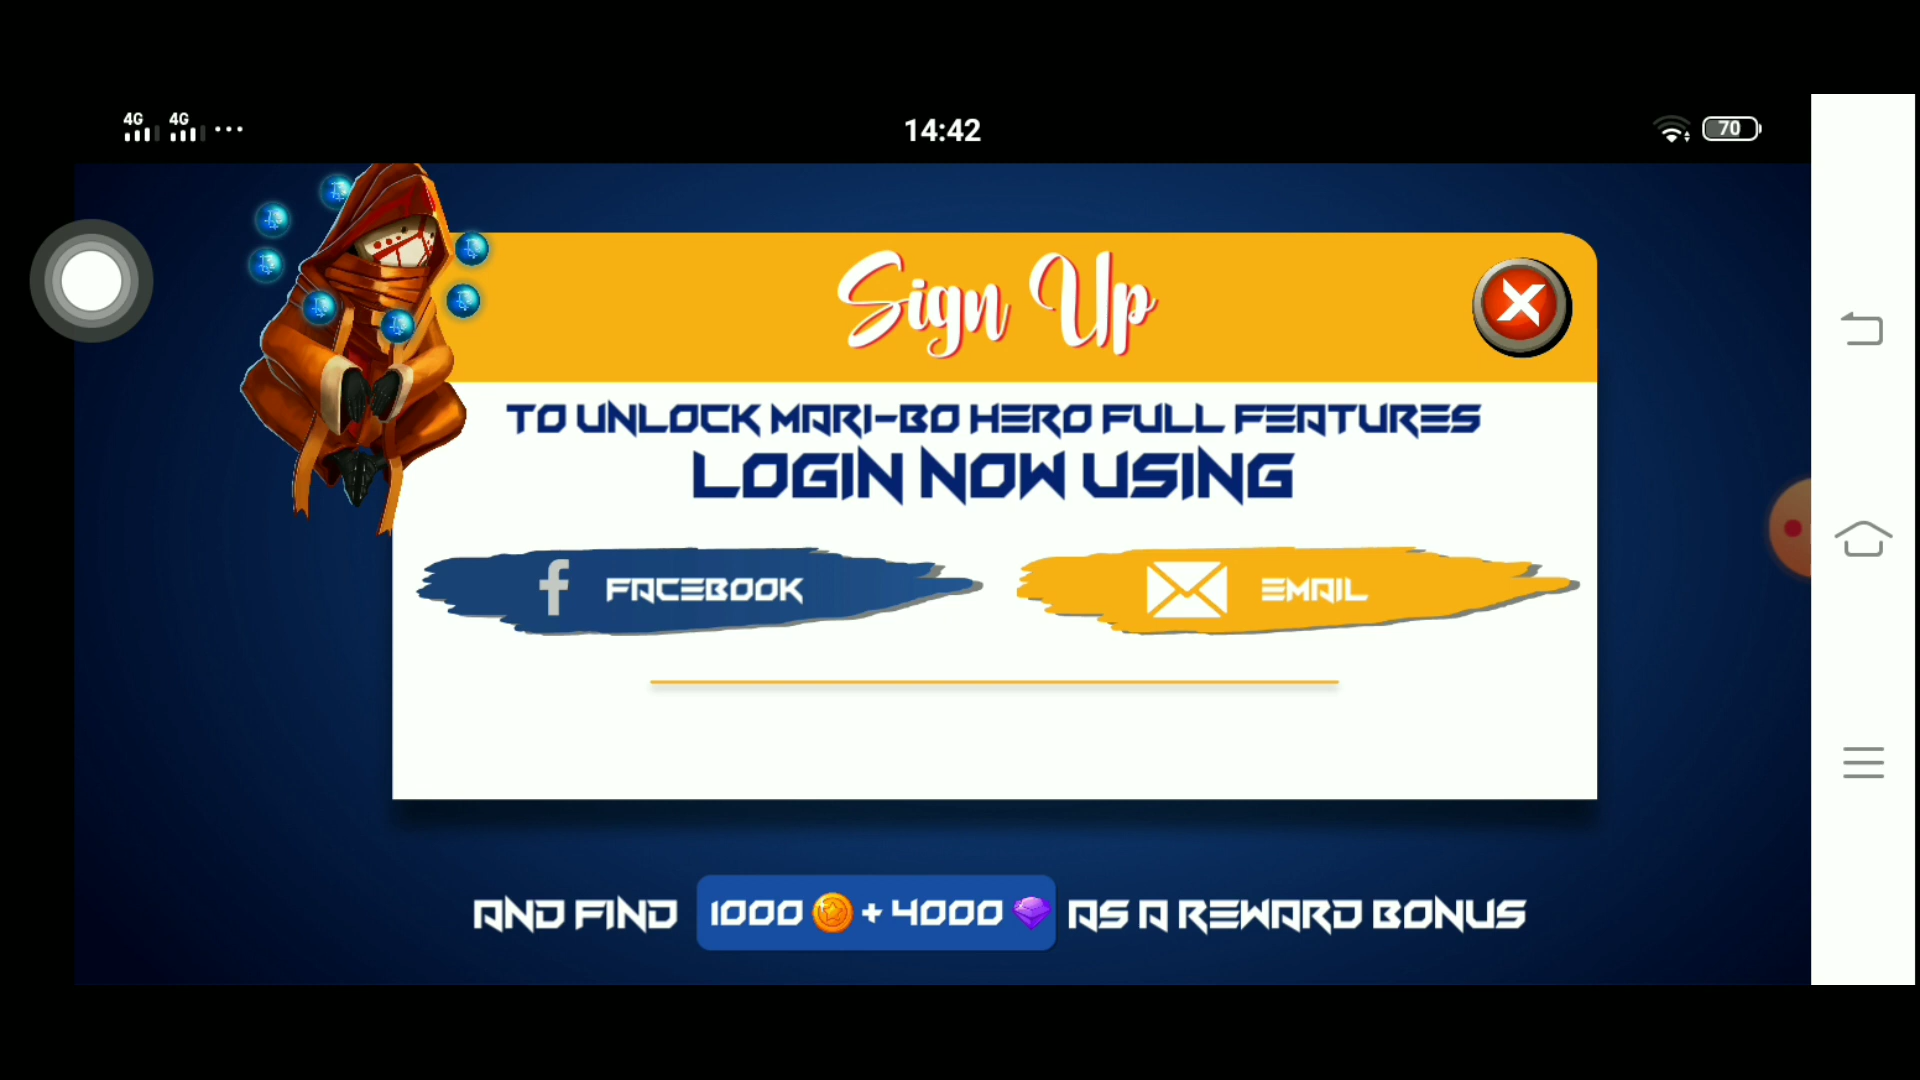 4G 4G 14:42 70
Sign Up
TO UNLOCK MARI-BO HERO FULL FEATURES
LOGIN NOW USING
f FACEBOOK EMAIL
AND FIND 1000 + 4000 AS A REWARD BONUS